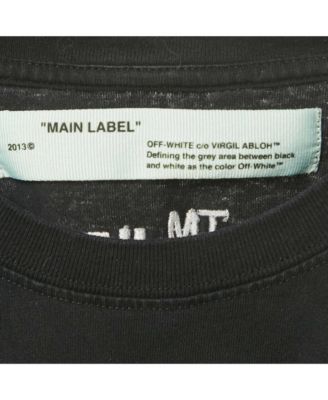 "MAIN LABEL"
2013©
OFF-WHITE c/o VIRGIL ABLOH™
Defining the grey area between black
and white as the color Off-White™
MT